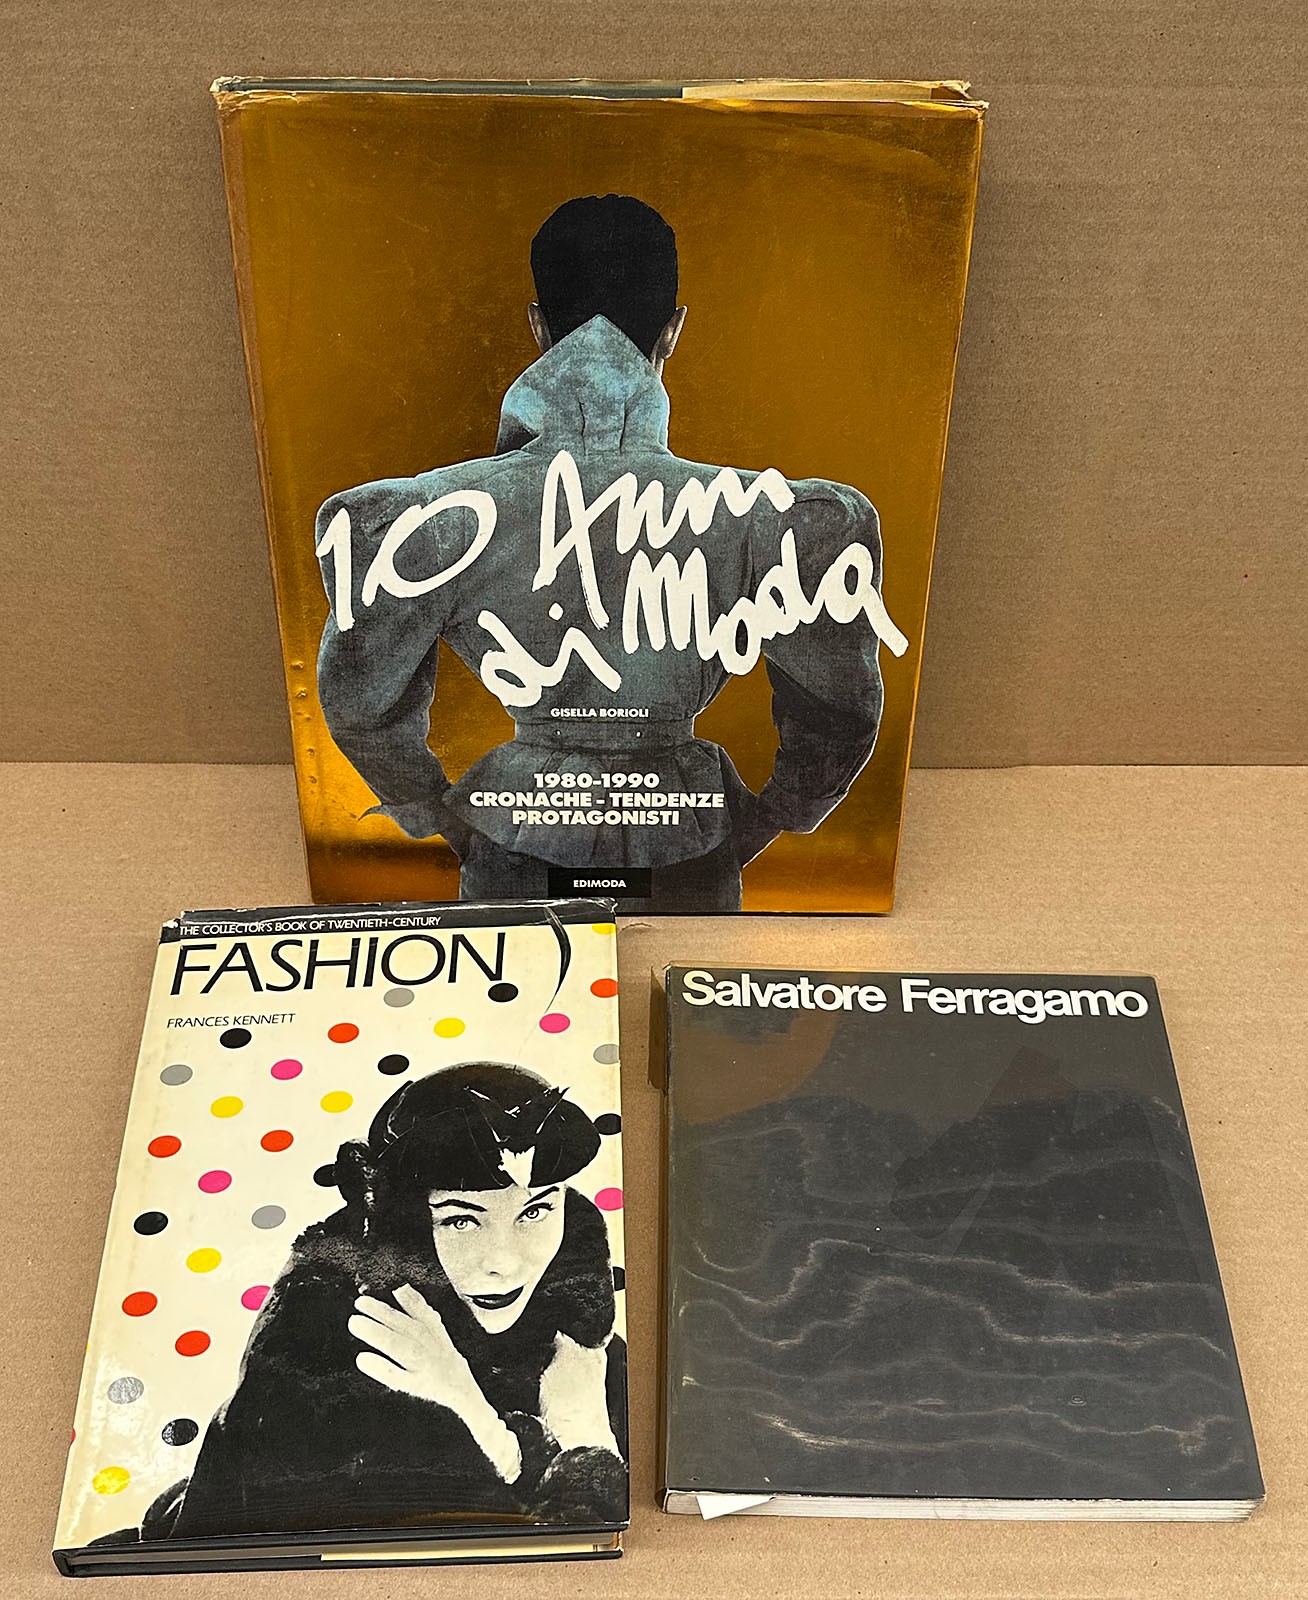 10 Anni
di Moda
GISELLA BORIOLI
1980-1990
CRONACHE - TENDENZE
PROTAGONISTI
EDIMODA
THE COLLECTOR'S BOOK OF TWENTIETH-CENTURY
FASHION
FRANCES KENNETT
Salvatore Ferragamo